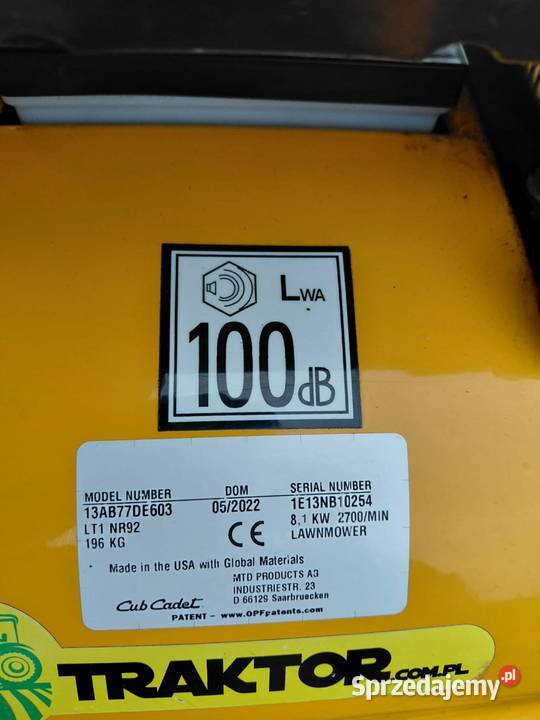 LWA
100dB
MODEL NUMBER DOM SERIAL NUMBER
13AB77DE603 05/2022 1E13NB10254
LT1 NR92 8,1 KW 2700/MIN
196 KG CE LAWNMOWER
Made in the USA with Global Materials
MTD PRODUCTS AG
INDUSTRIESTR. 23
Cub Cadet D 66129 Saarbruecken
PATENT - www.OPFpatents.com
TRAKTOR.COM.PL
Sprzedajemy.pl